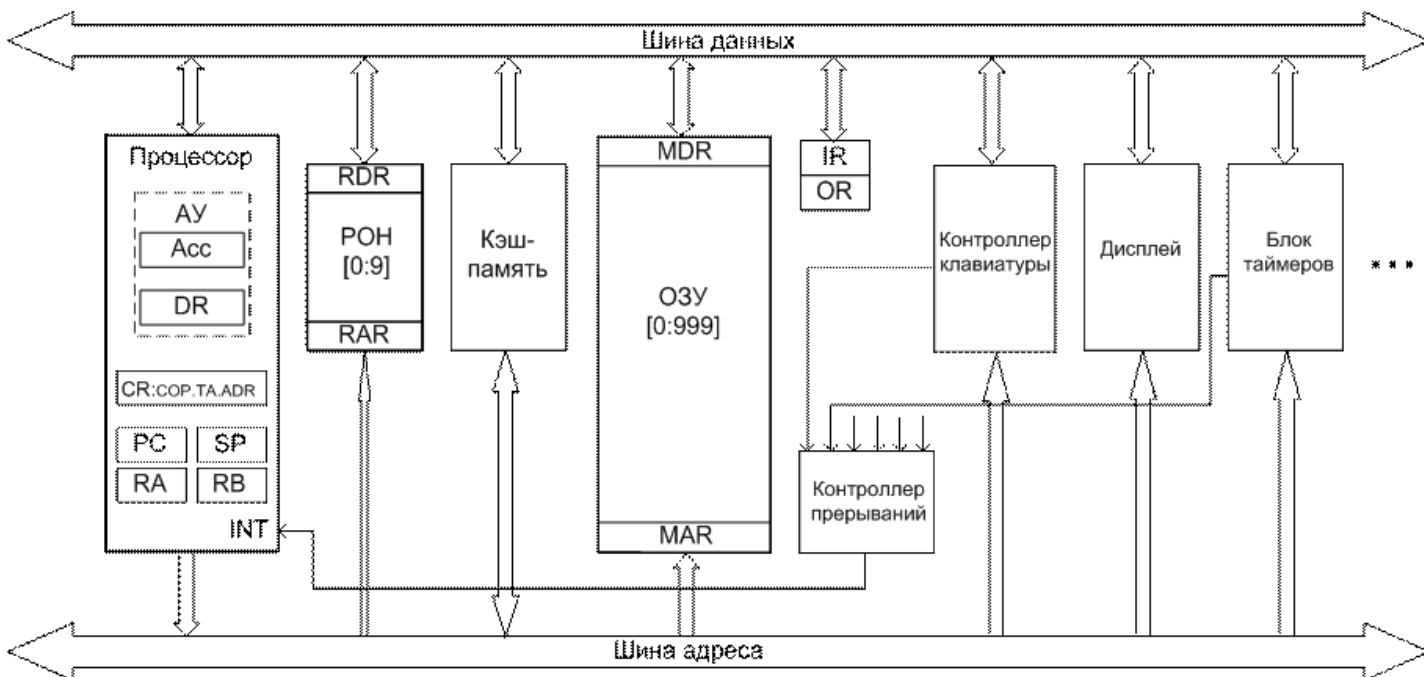 Шина данных
Процессор
АУ
Acc
DR
CR:COP.TA.ADR
PC
SP
RA
RB
INT
RDR
РОН
[0:9]
RAR
Кэш-
память
MDR
ОЗУ
[0:999]
MAR
IR
OR
Контроллер
клавиатуры
Дисплей
Блок
таймеров
Контроллер
прерываний
Шина адреса